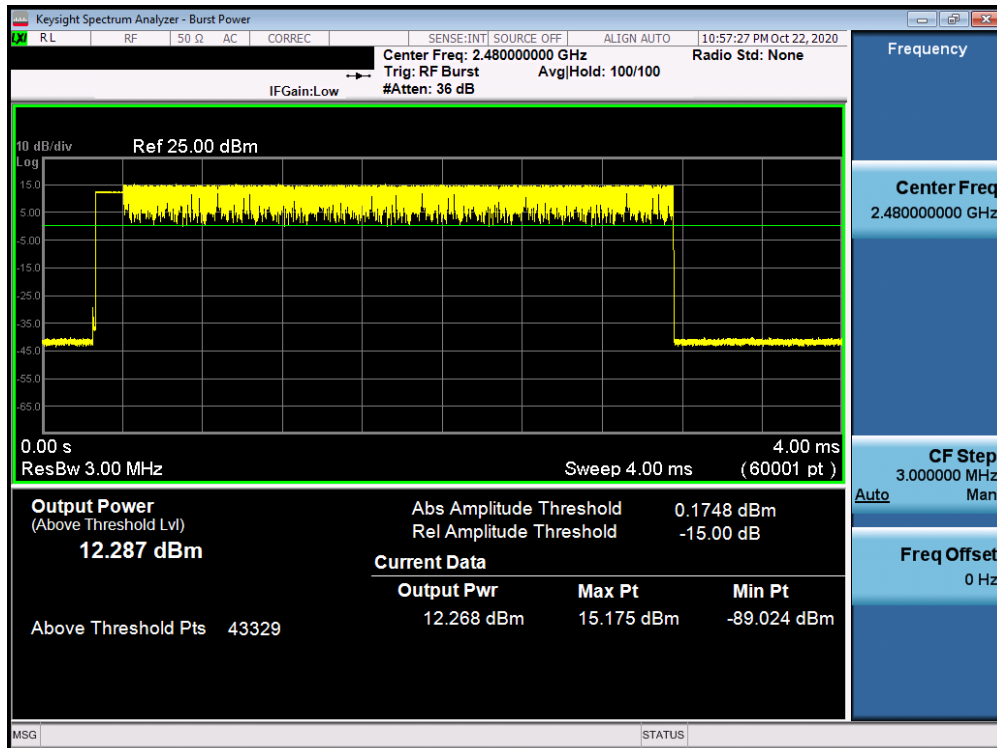 Keysight Spectrum Analyzer - Burst Power
LXI RL RF 50 Ω AC CORREC SENSE:INT SOURCE OFF ALIGN AUTO 10:57:27 PM Oct 22, 2020
Center Freq: 2.480000000 GHz Radio Std: None
Trig: RF Burst Avg|Hold: 100/100
IFGain:Low #Atten: 36 dB
Frequency
10 dB/div Ref 25.00 dBm
Log
15.0
5.00
-5.00
-15.0
-25.0
-35.0
-45.0
-55.0
-65.0
0.00 s 4.00 ms
ResBw 3.00 MHz Sweep 4.00 ms (60001 pt)
Center Freq
2.480000000 GHz
CF Step
3.000000 MHz
Auto Man
Freq Offset
0 Hz
Output Power
(Above Threshold Lvl)
12.287 dBm
Above Threshold Pts 43329
Abs Amplitude Threshold 0.1748 dBm
Rel Amplitude Threshold -15.00 dB
Current Data
Output Pwr Max Pt Min Pt
12.268 dBm 15.175 dBm -89.024 dBm
MSG STATUS